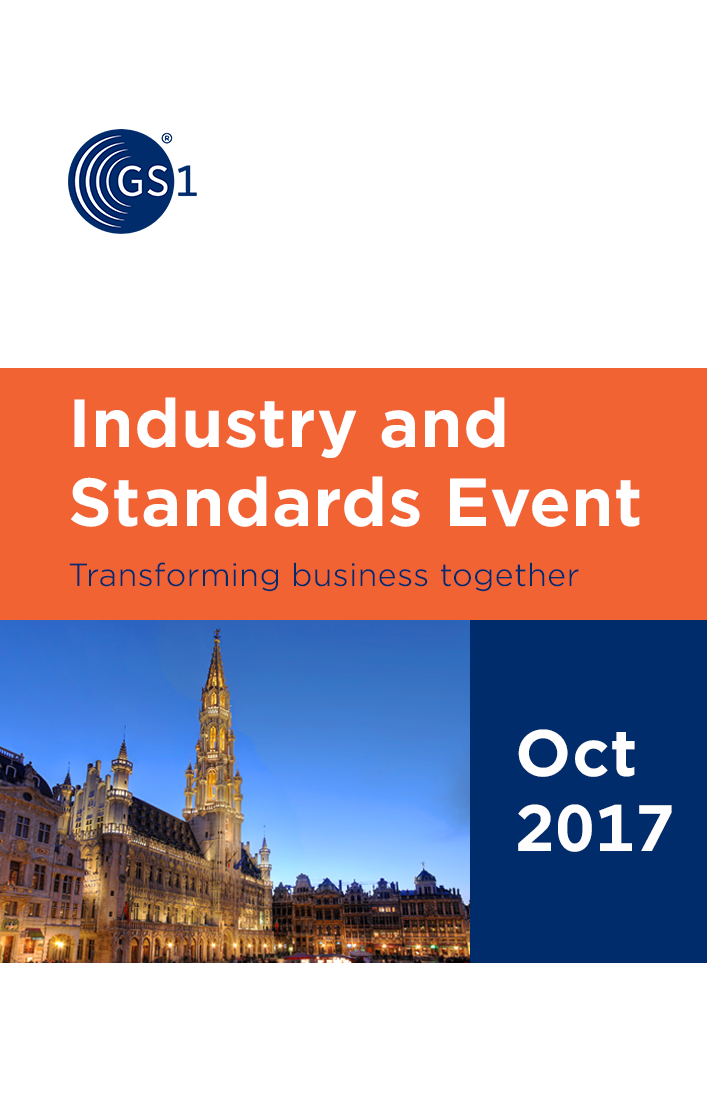 GS1®
Industry and
Standards Event
Transforming business together
Oct
2017